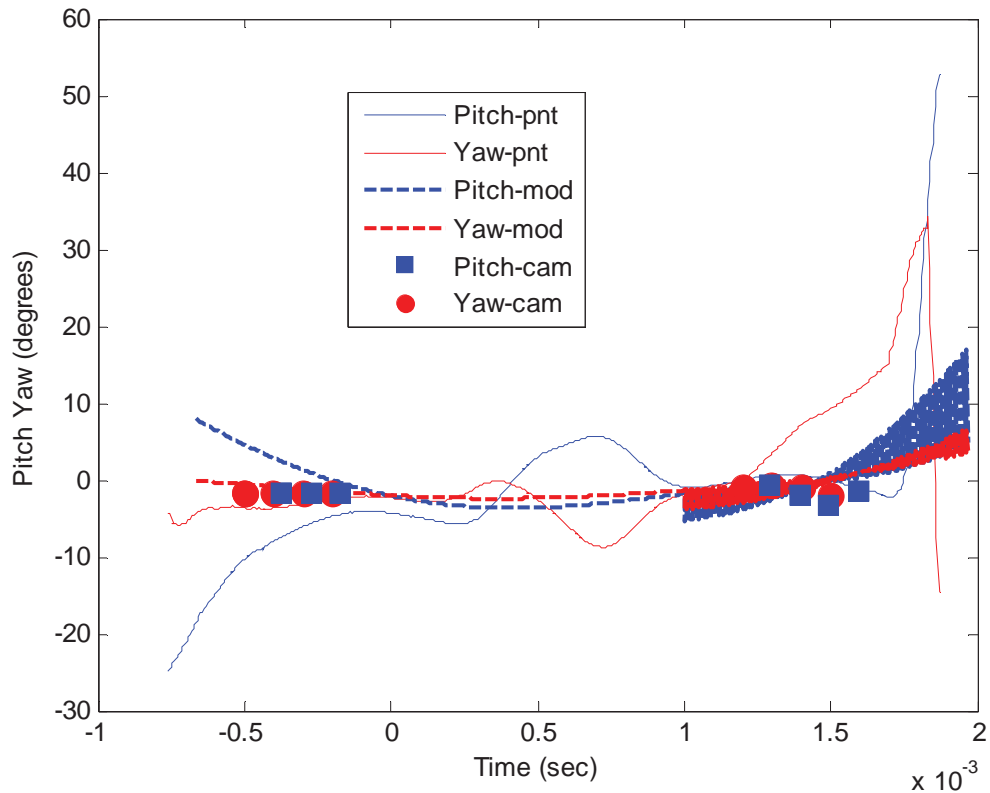 60
50
40
30
20
10
0
-10
-20
-30
Pitch Yaw (degrees)
Pitch-pnt
Yaw-pnt
Pitch-mod
Yaw-mod
Pitch-cam
Yaw-cam
-1 -0.5 0 0.5 1 1.5 2
Time (sec)
x 10⁻³